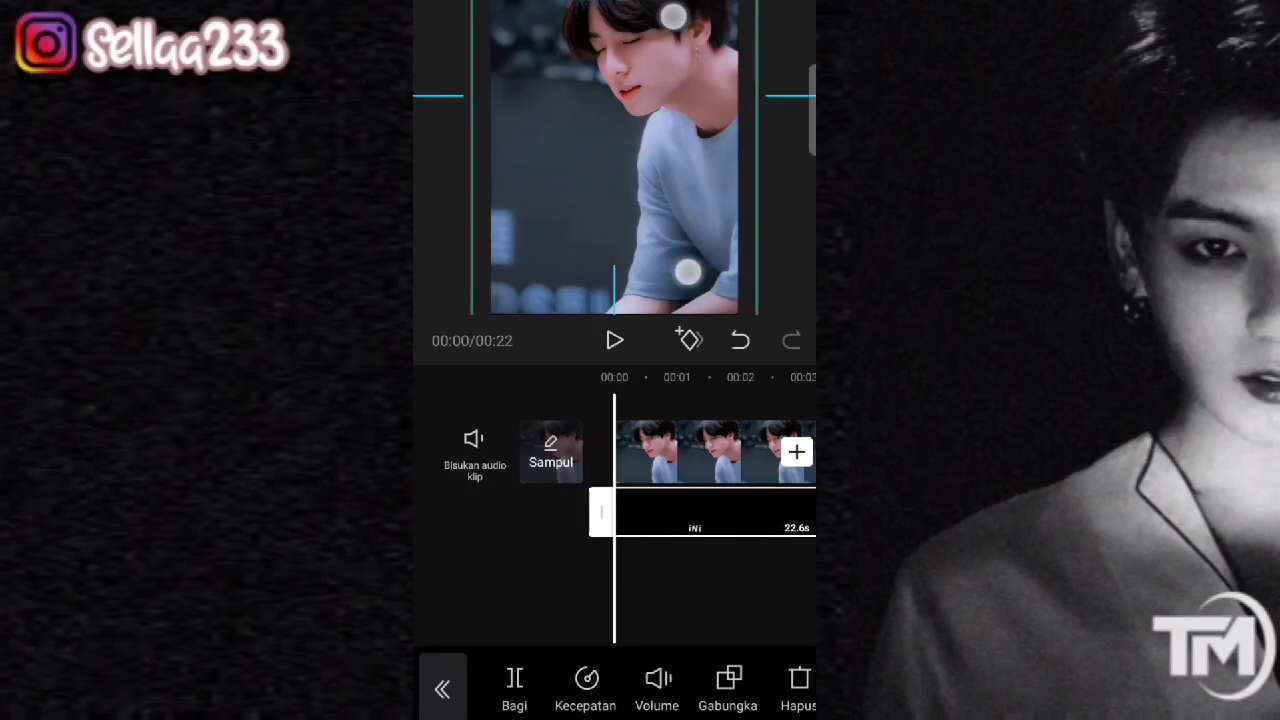 Sellqq233
00:00/00:22
00:00
00:01
00:02
00:03
Bisukan audio
klip
Sampul
iNi
22.6s
Bagi
Kecepatan
Volume
Gabungka
Hapus
TM